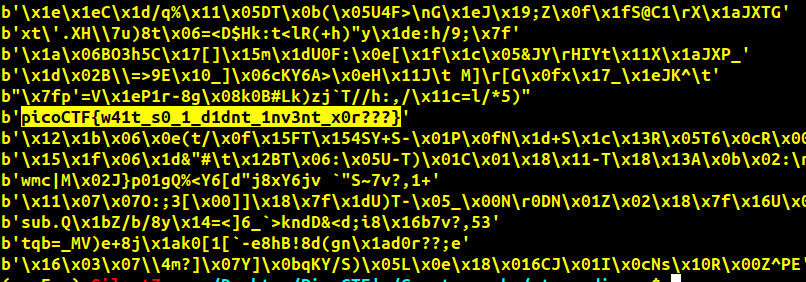 b'\x1e\x1eC\x1d/q%\x11\x05DT\x0b(\x05U4F>\nG\x1eJ\x19;Z\x0f\x1fS@C1\rX\x1aJXTG'
b'xt\'.XH\\7u)8t\x06=<D$Hk:t<lR(+h)"y\x1de:h/9;\x7f'
b'\x1a\x06BO3h5C\x17[]\x15m\x1dU0F:\x0e[\x1f\x1c\x05&JY\rHIYt\x11X\x1aJXP_'
b'\x1d\x02B\\=>9E\x10_]\x06cKY6A>\x0eH\x11J\t M]\r[G\x0fx\x17_\x1eJK^\t'
b"\x7fp'=V\x1eP1r-8g\x08k0B#Lk)zj`T//h:,/\x11c=l/*5)"
b'picoCTF{w41t_s0_1_d1dnt_1nv3nt_x0r???}'
b'\x12\x1b\x06\x0e(t/\x0f\x15FT\x154SY+S-\x01P\x0fN\x1d+S\x1c\x13R\x05T6\x0cR\x00
b'\x15\x1f\x06\x1d&"#\t\x12BT\x06:\x05U-T)\x01C\x01\x18\x11-T\x18\x13A\x0b\x02:\n
b'wmc|M\x02J}p01gQ%<Y6[d"j8xY6jv `"S~7v?,1+'
b'\x11\x07\x07O:;3[\x00]]\x18\x7f\x1dU)T-\x05_\x00N\r0DN\x01Z\x02\x18\x7f\x16U\x0
b'sub.Q\x1bZ/b/8y\x14=<]6_`>kndD&<d;i8\x16b7v?,53'
b'tqb=_MV)e+8j\x1ak0[1[`-e8hB!8d(gn\x1ad0r??;e'
b'\x16\x03\x07\\4m?]\x07Y]\x0bqKY/S)\x05L\x0e\x18\x016CJ\x01I\x0cNs\x10R\x00Z^PE'